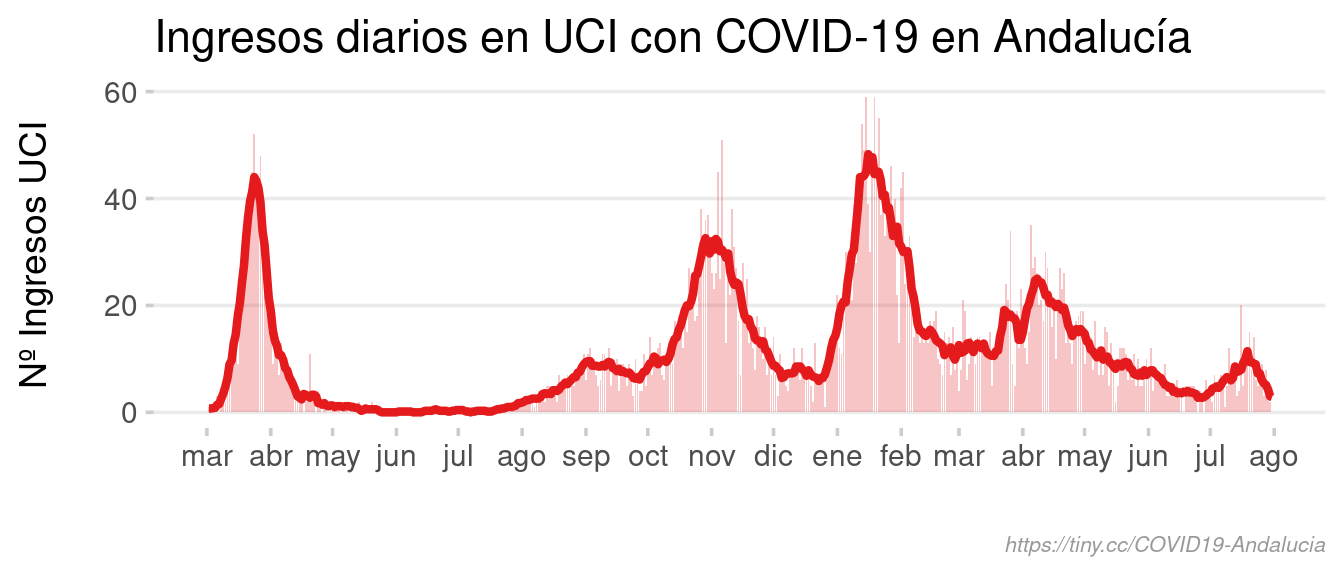 Ingresos diarios en UCI con COVID-19 en Andalucía
Nº Ingresos UCI
60
40
20
0
mar abr may jun jul ago sep oct nov dic ene feb mar abr may jun jul ago
https://tiny.cc/COVID19-Andalucia